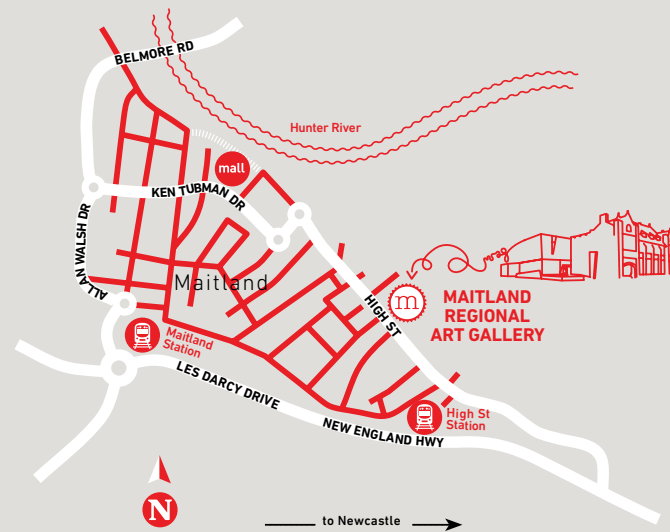 BELMORE RD
Hunter River
mall
KEN TUBMAN DR
ALLAN WALSH DR
Maitland
mag
m
MAITLAND
REGIONAL
ART GALLERY
HIGH ST
Maitland
Station
LES DARCY DRIVE
High St
Station
NEW ENGLAND HWY
N
to Newcastle